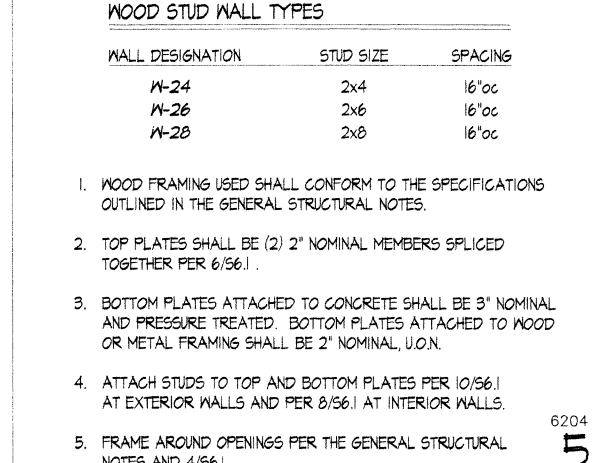 WOOD STUD WALL TYPES
WALL DESIGNATION STUD SIZE SPACING
W-24 2x4 16"oc
W-26 2x6 16"oc
W-28 2x8 16"oc
1. WOOD FRAMING USED SHALL CONFORM TO THE SPECIFICATIONS
OUTLINED IN THE GENERAL STRUCTURAL NOTES.
2. TOP PLATES SHALL BE (2) 2" NOMINAL MEMBERS SPLICED
TOGETHER PER 6/S6.1 .
3. BOTTOM PLATES ATTACHED TO CONCRETE SHALL BE 3" NOMINAL
AND PRESSURE TREATED. BOTTOM PLATES ATTACHED TO WOOD
OR METAL FRAMING SHALL BE 2" NOMINAL, U.O.N.
4. ATTACH STUDS TO TOP AND BOTTOM PLATES PER 10/S6.1
AT EXTERIOR WALLS AND PER 8/S6.1 AT INTERIOR WALLS.
5. FRAME AROUND OPENINGS PER THE GENERAL STRUCTURAL
NOTES AND 4/S6.1
6204
5